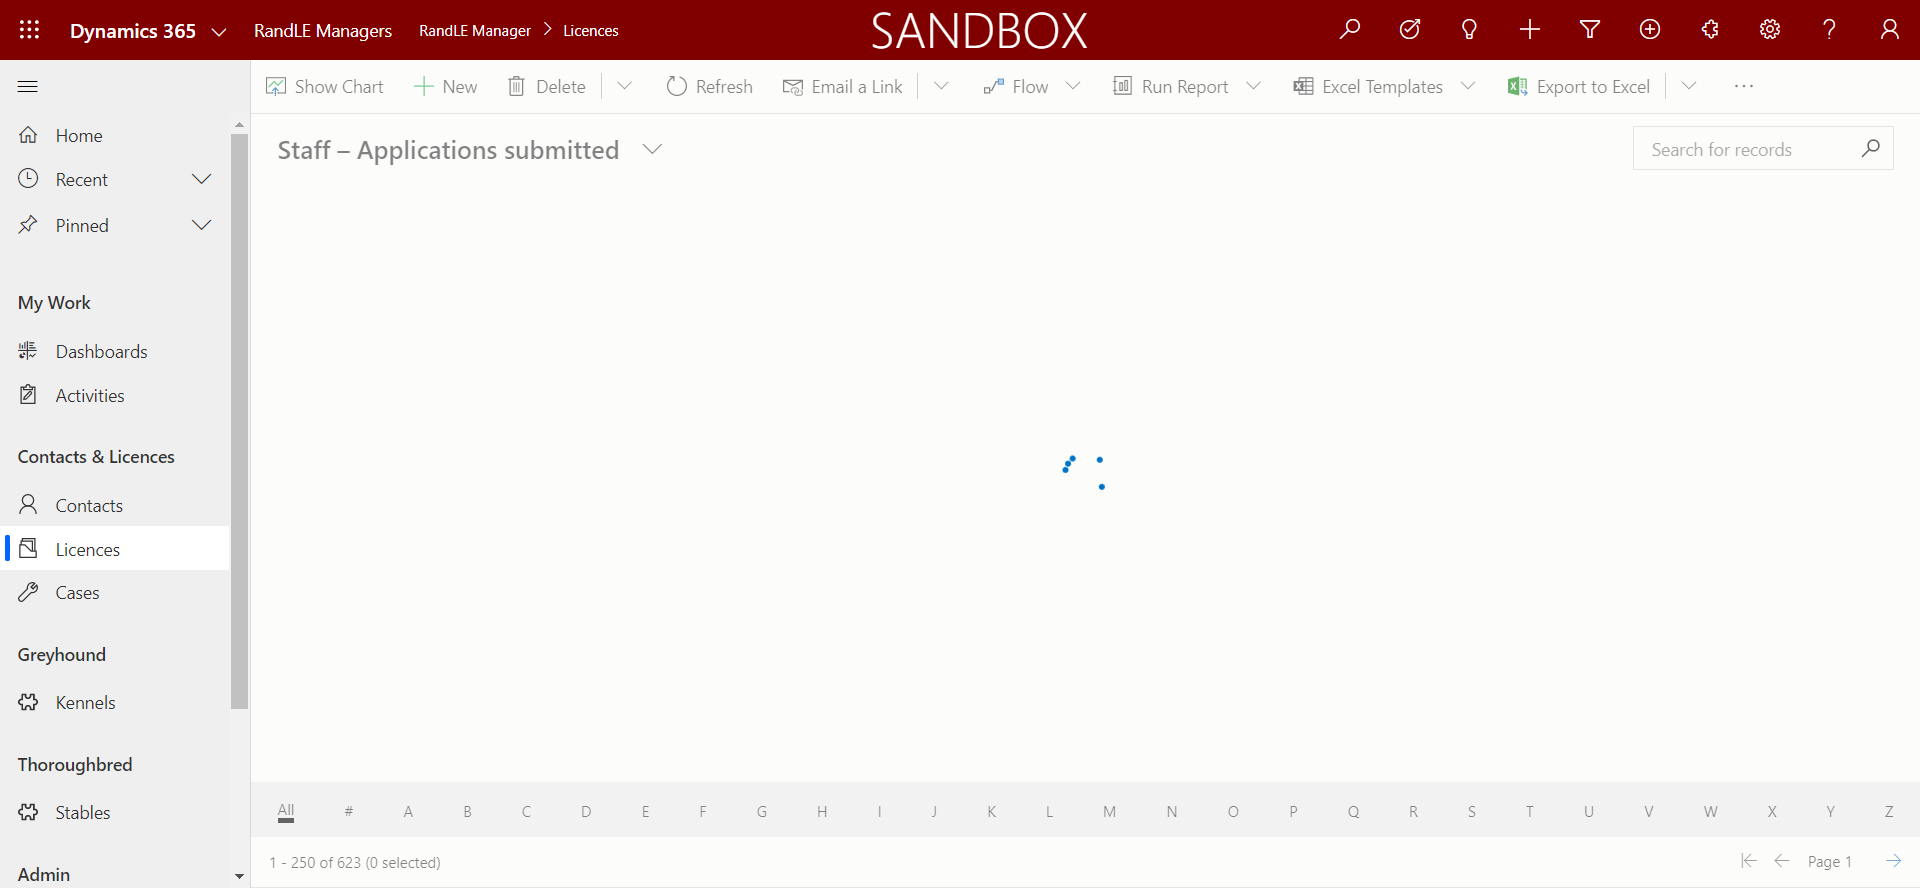 Dynamics 365 RandLE Managers RandLE Manager Licences SANDBOX
Show Chart New Delete Refresh Email a Link Flow Run Report Excel Templates Export to Excel
Home
Recent
Pinned
My Work
Dashboards
Activities
Contacts & Licences
Contacts
Licences
Cases
Greyhound
Kennels
Thoroughbred
Stables
Admin
Staff – Applications submitted
Search for records
All # A B C D E F G H I J K L M N O P Q R S T U V W X Y Z
1 - 250 of 623 (0 selected)
Page 1